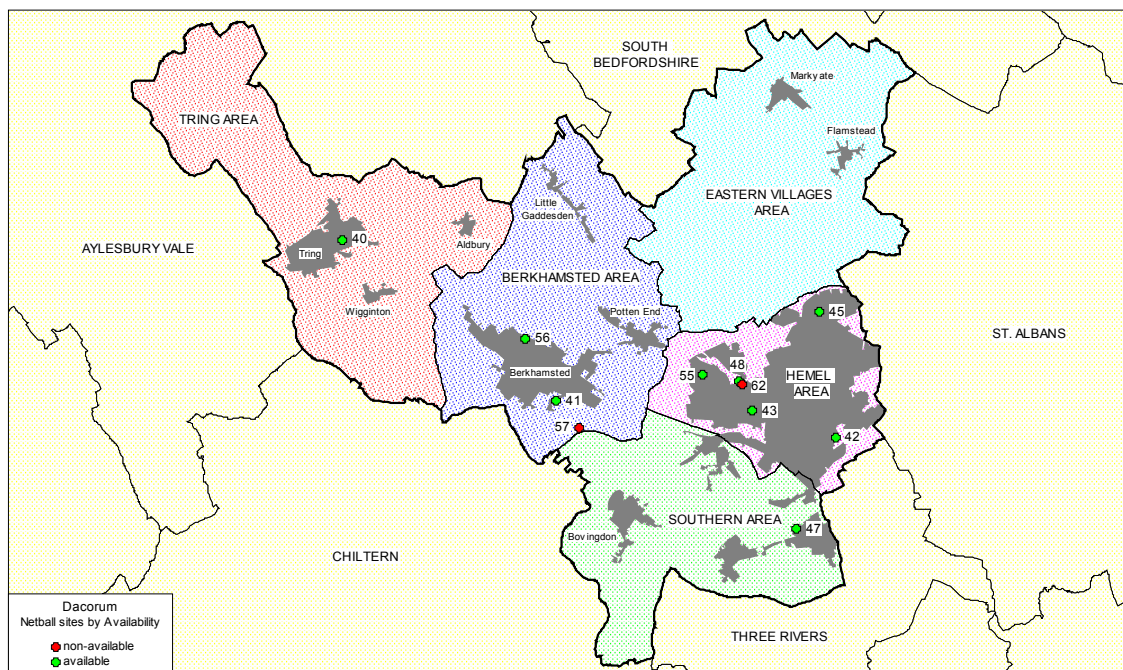 SOUTH
BEDFORDSHIRE
Markyate
TRING AREA
Flamstead
EASTERN VILLAGES
AREA
Little
Gaddesden
Aldbury
40
Tring
AYLESBURY VALE
BERKHAMSTED AREA
Wigginton
Potten End
45
ST. ALBANS
56
48
HEMEL
AREA
55
62
Berkhamsted
41
43
57
42
SOUTHERN AREA
47
Bovingdon
CHILTERN
THREE RIVERS
Dacorum
Netball sites by Availability
non-available
available